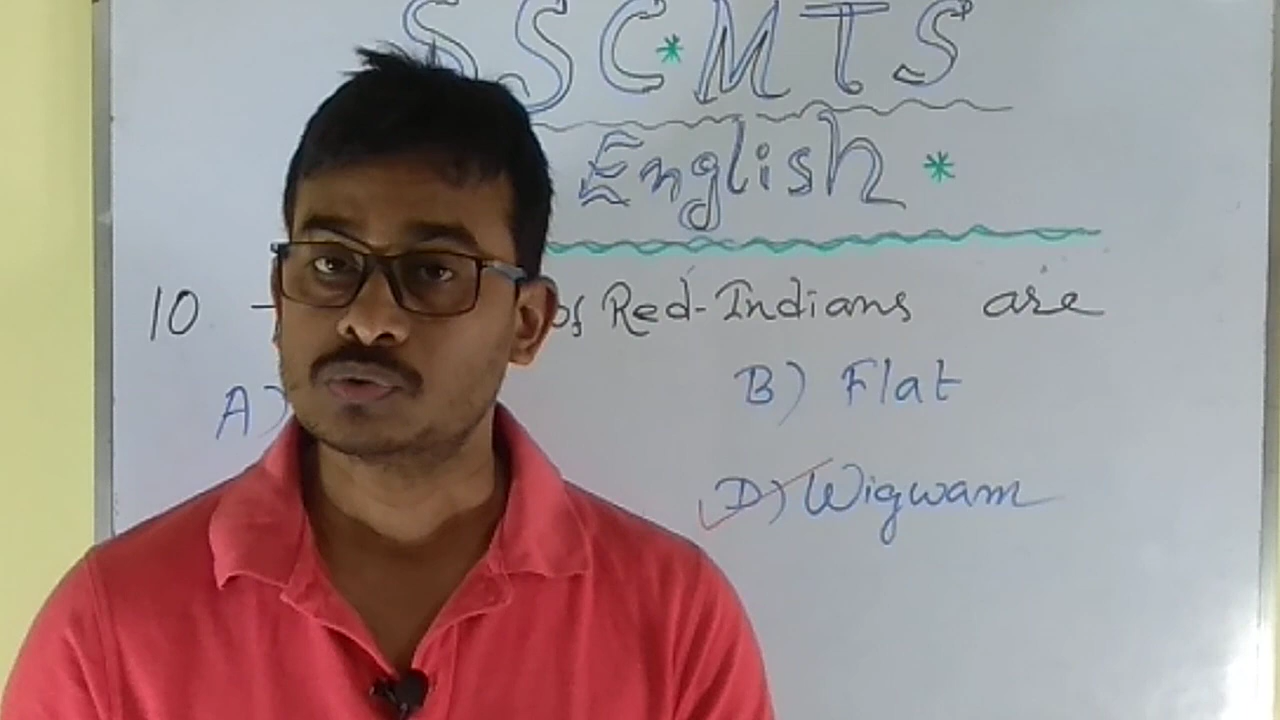 SSC * MTS
English *
10 of Red-Indians are
A)
B) Flat
D) Wigwam